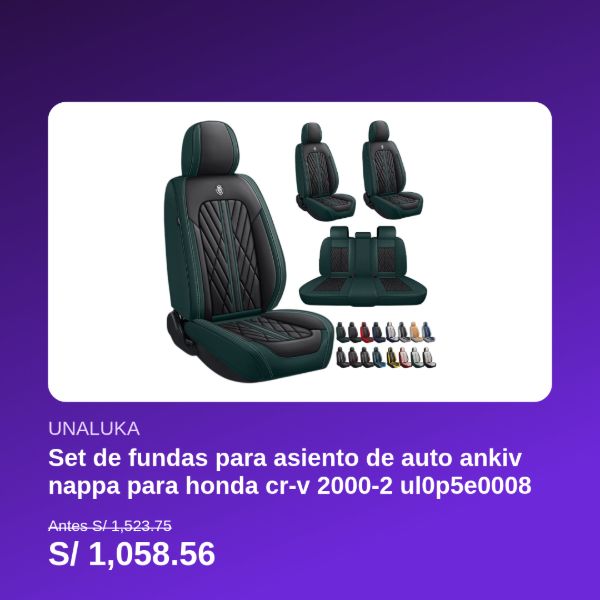 UNALUKA
Set de fundas para asiento de auto ankiv
nappa para honda cr-v 2000-2 ul0p5e0008
Antes S/ 1,523.75
S/ 1,058.56